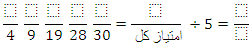 ⬚/4 ⬚/9 ⬚/19 ⬚/28 ⬚/30 = ⬚/امتیاز کل ÷ 5 = ⬚/⬚